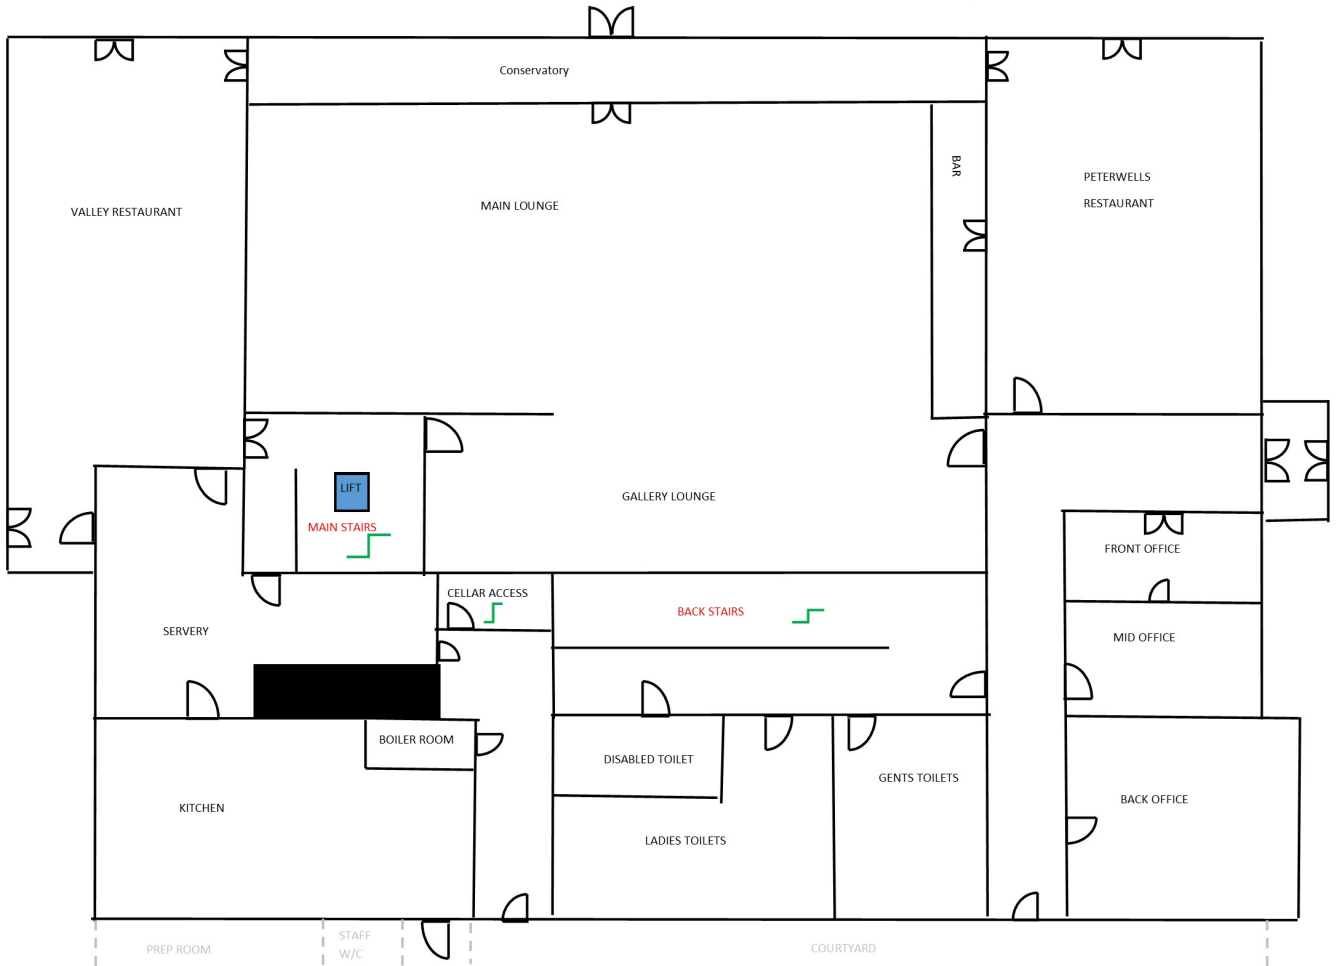 Conservatory
BAR
PETERWELLS
RESTAURANT
VALLEY RESTAURANT
MAIN LOUNGE
LIFT
GALLERY LOUNGE
MAIN STAIRS
FRONT OFFICE
CELLAR ACCESS
BACK STAIRS
SERVERY
MID OFFICE
BOILER ROOM
DISABLED TOILET
GENTS TOILETS
KITCHEN
BACK OFFICE
LADIES TOILETS
PREP ROOM
STAFF
W/C
COURTYARD